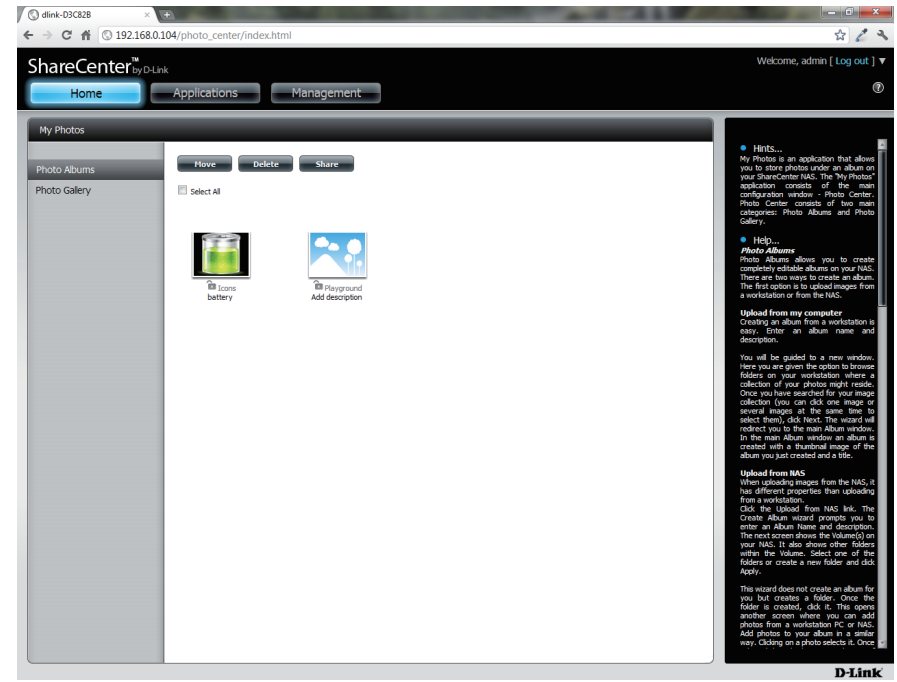 dlink-D3C82B
192.168.0.104/photo_center/index.html
ShareCenter™ by D-Link
Welcome, admin [ Log out ]
Home
Applications
Management
My Photos
Photo Albums
Photo Gallery
Move
Delete
Share
Select All
Icons
battery
Playground
Add description
Hints...
My Photos is an application that allows
you to store photos under an album on
your ShareCenter NAS. The "My Photos"
application consists of the main
configuration window - Photo Center.
Photo Center consists of two main
categories: Photo Albums and Photo
Gallery.
Help...
Photo Albums
Photo Albums allows you to create
completely editable albums on your NAS.
There are two ways to create an album.
The first option is to upload images from
a workstation or from the NAS.
Upload from my computer
Creating an album from a workstation is
easy. Enter an album name and
description.
You will be guided to a new window.
Here you are given the option to browse
folders on your workstation where a
collection of your photos might reside.
Once you have searched for your image
collection (you can click one image or
several images at the same time to
select them), click Next. The wizard will
redirect you to the main Album window.
In the main Album window an album is
created with a thumbnail image of the
album you just created and a title.
Upload from NAS
When uploading images from the NAS, it
has different properties than uploading
from a workstation.
Click the Upload from NAS link. The
Create Album wizard prompts you to
enter an Album Name and description.
The next screen shows the Volume(s) on
your NAS. It also shows other folders
within the Volume. Select one of the
folders or create a new folder and click
Apply.
This wizard does not create an album for
you but creates a folder. Once the
folder is created, click it. This opens
another screen where you can add
photos from a workstation PC or NAS.
Add photos to your album in a similar
way. Clicking on a photo selects it. Once
D-Link